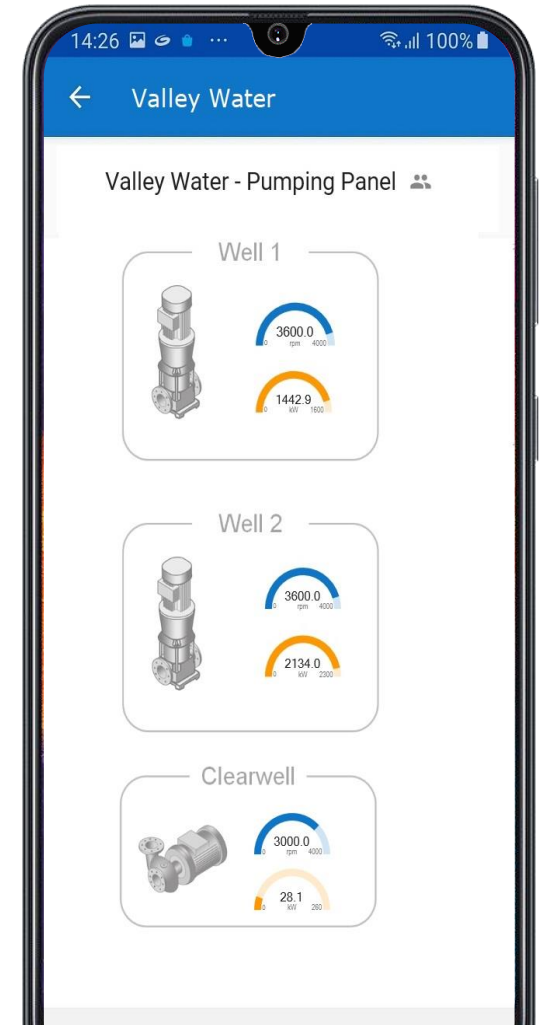 14:26 ... 100%
Valley Water
Valley Water - Pumping Panel
Well 1
3600.0
0 rpm 4000
1442.9
0 kW 1600
Well 2
3600.0
0 rpm 4000
2134.0
0 kW 2300
Clearwell
3000.0
0 rpm 4000
28.1
0 kW 260